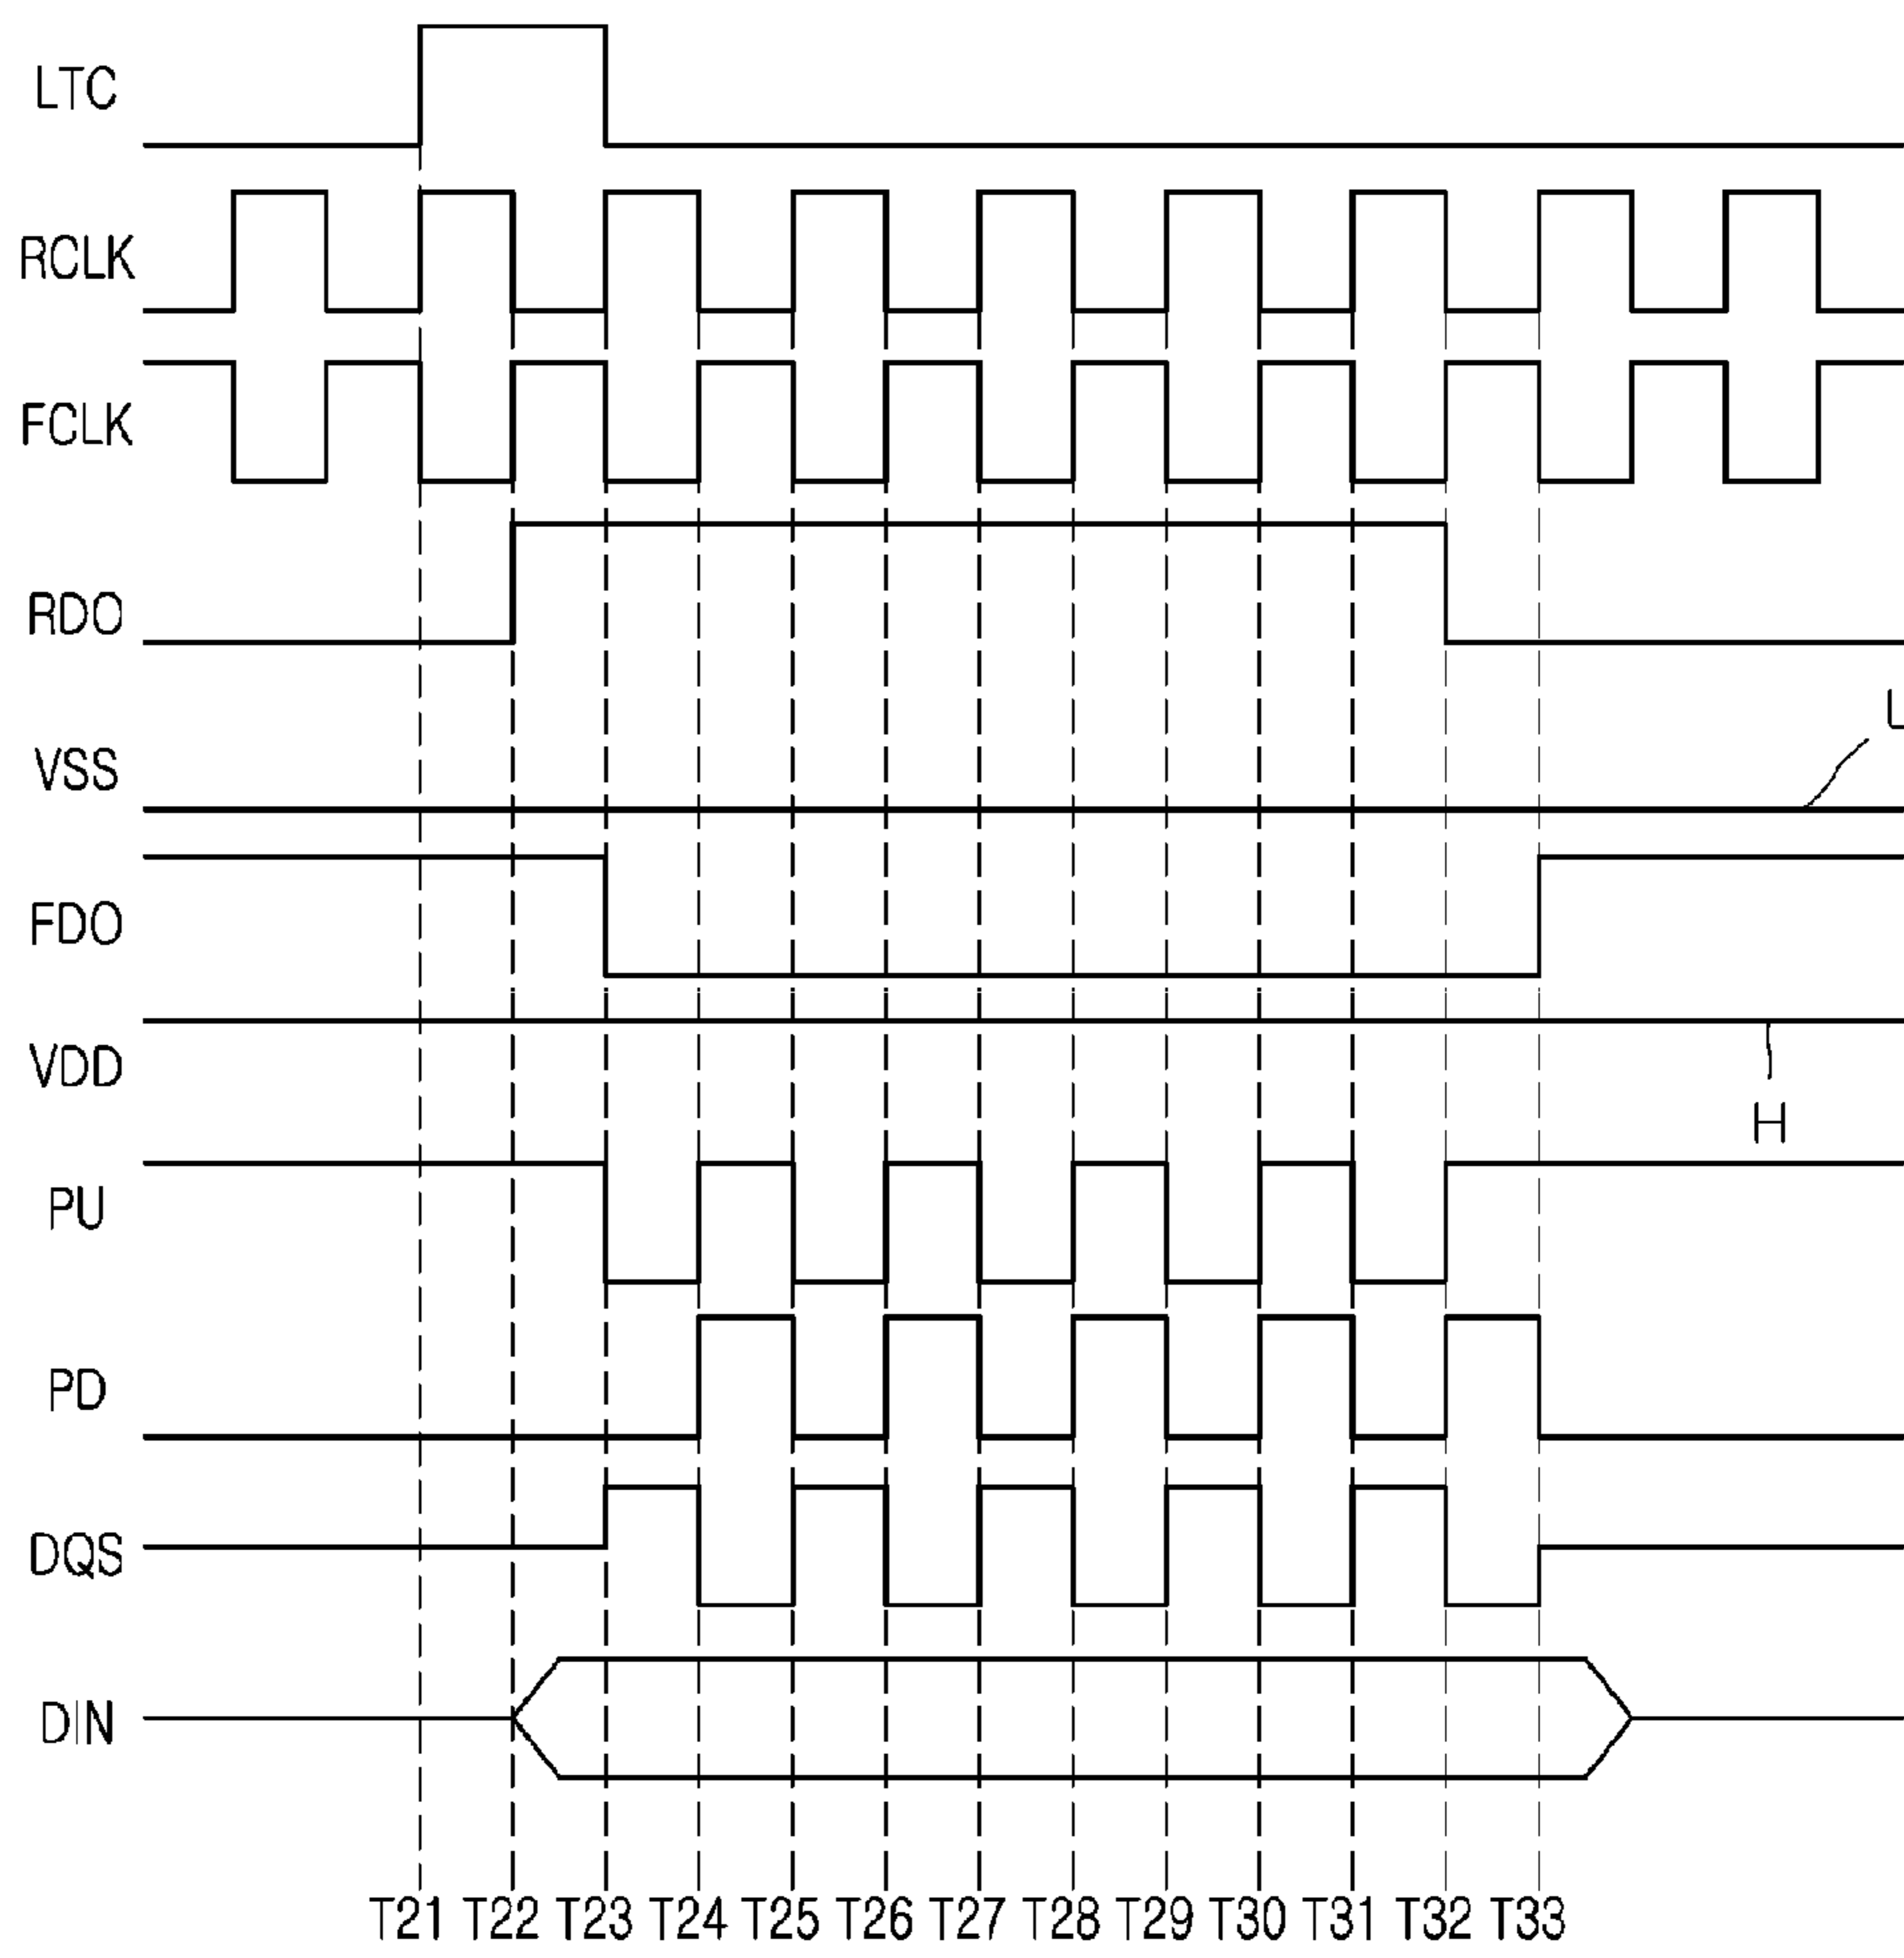 LTC
RCLK
FCLK
RDO
L
VSS
FDO
VDD
H
PU
PD
DQS
DIN
T21 T22 T23 T24 T25 T26 T27 T28 T29 T30 T31 T32 T33